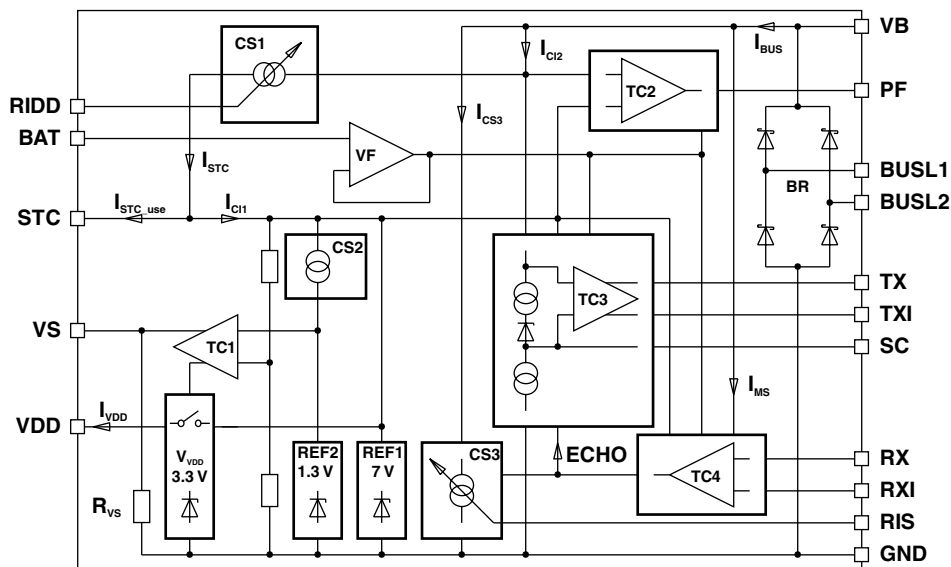 CS1
I_CI2
I_BUS
VB
TC2
PF
RIDD
BAT
I_CS3
VF
I_STC
BUSL1
BR
BUSL2
I_STC_use
I_CI1
STC
CS2
TX
TC3
TXI
VS
TC1
SC
I_MS
I_VDD
VDD
ECHO
V_VDD
3.3 V
REF2
1.3 V
REF1
7 V
CS3
TC4
RX
RXI
R_VS
RIS
GND